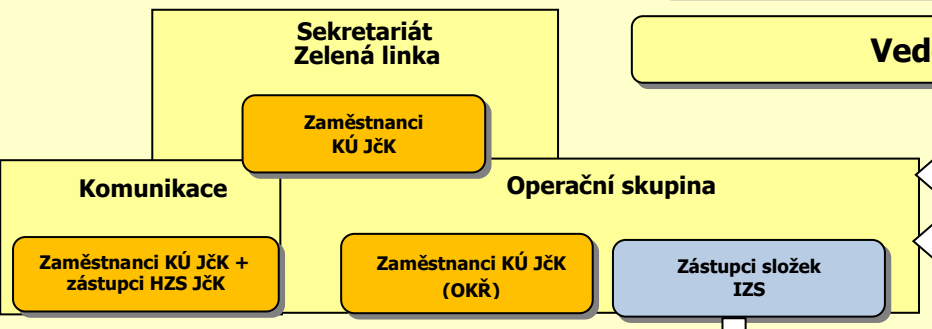 Sekretariát
Zelená linka
Ved
Zaměstnanci
KÚ JčK
Komunikace
Operační skupina
Zaměstnanci KÚ JčK +
zástupci HZS JčK
Zaměstnanci KÚ JčK
(OKŘ)
Zástupci složek
IZS